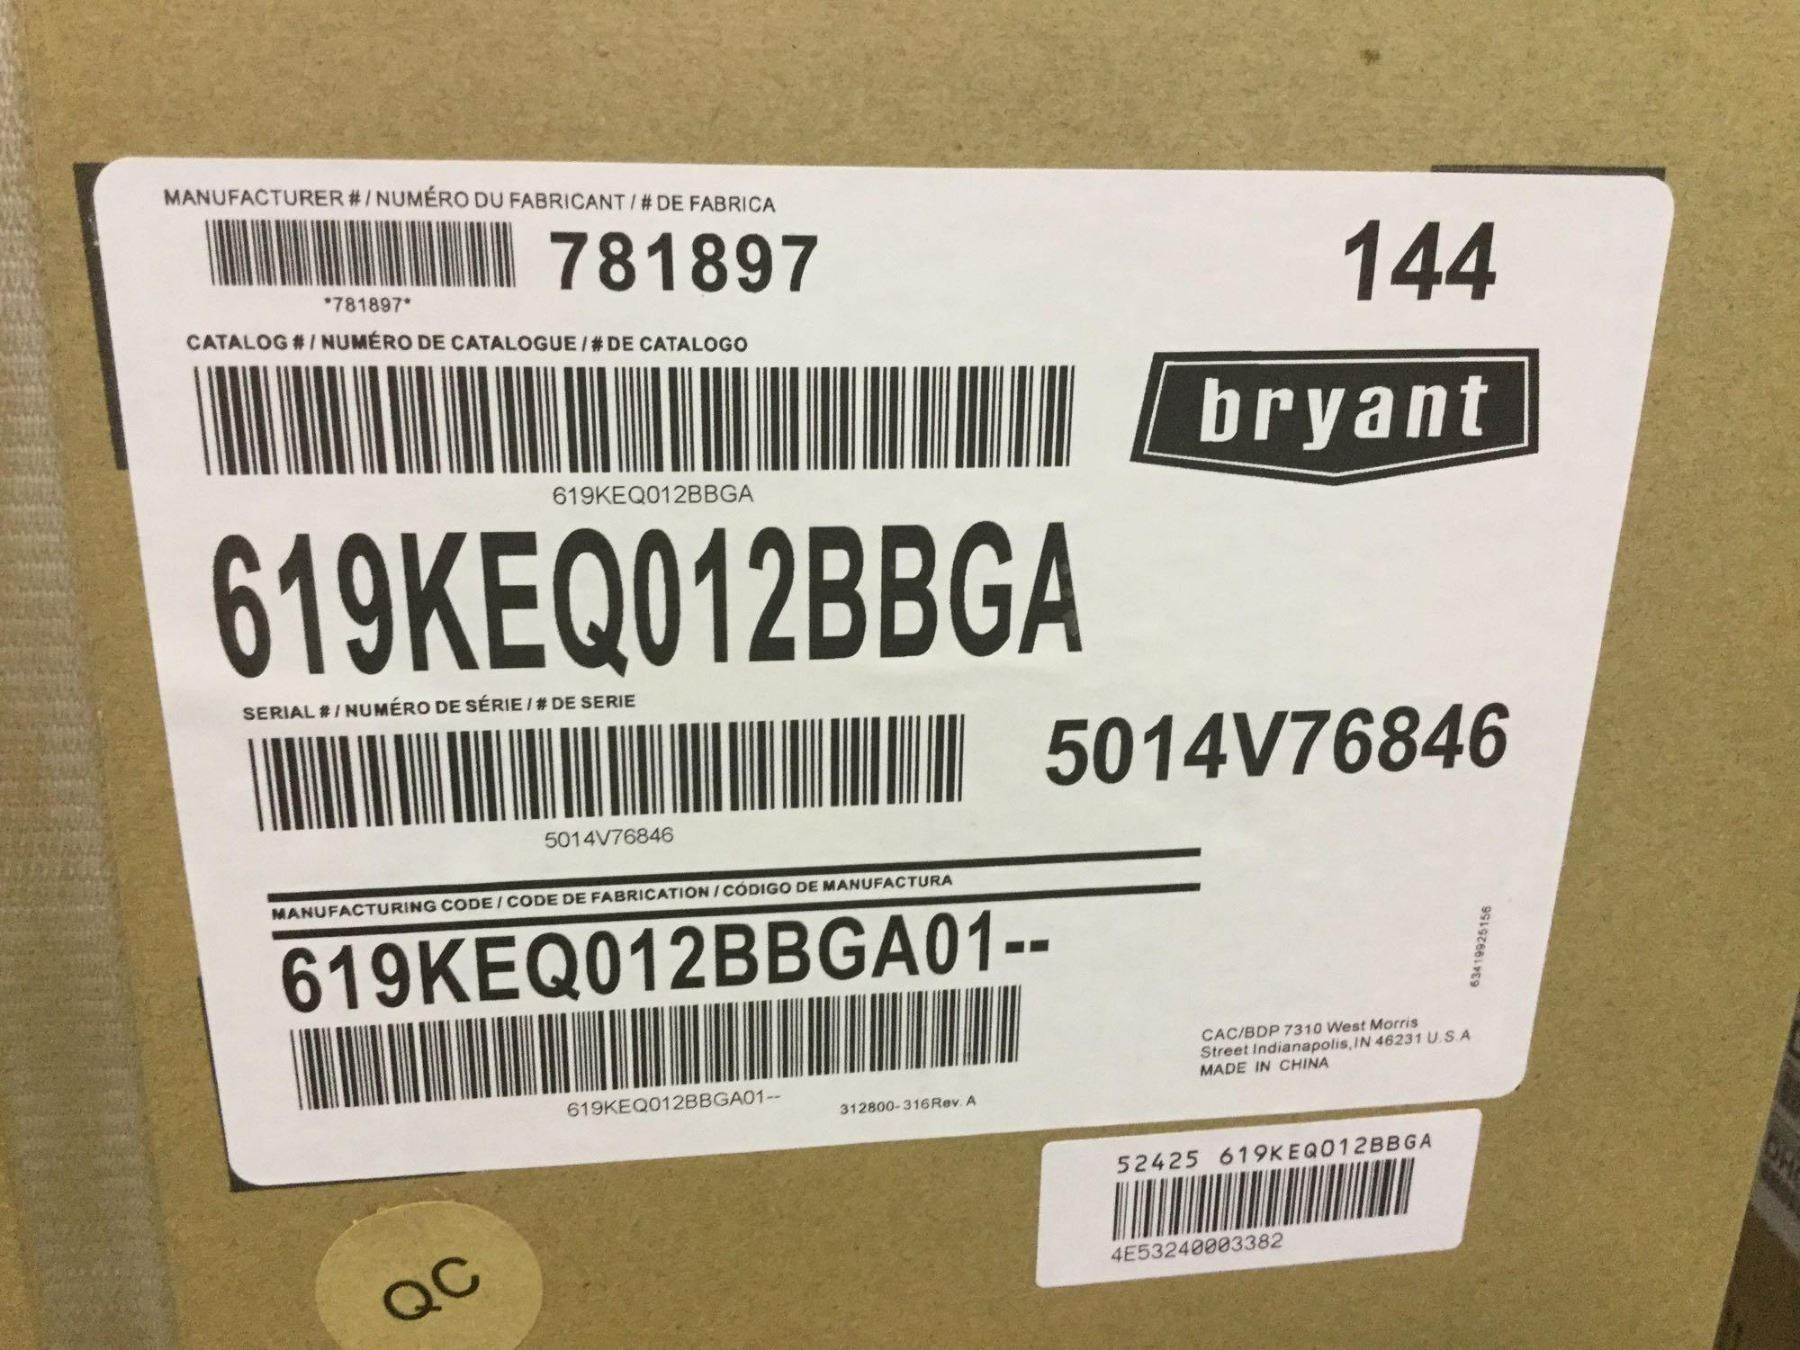 MANUFACTURER # / NUMÉRO DU FABRICANT / # DE FABRICA
781897
144
*781897*
CATALOG # / NUMÉRO DE CATALOGUE / # DE CATALOGO
bryant
619KEQ012BBGA
619KEQ012BBGA
SERIAL # / NUMÉRO DE SÉRIE / # DE SERIE
5014V76846
5014V76846
MANUFACTURING CODE / CODE DE FABRICATION / CÓDIGO DE MANUFACTURA
619KEQ012BBGA01--
63419925156
CAC/BDP 7310 West Morris
Street Indianapolis, IN 46231 U.S.A
MADE IN CHINA
619KEQ012BBGA01--
312800-316 Rev. A
52425 619KEQ012BBGA
4E53240003382
QC